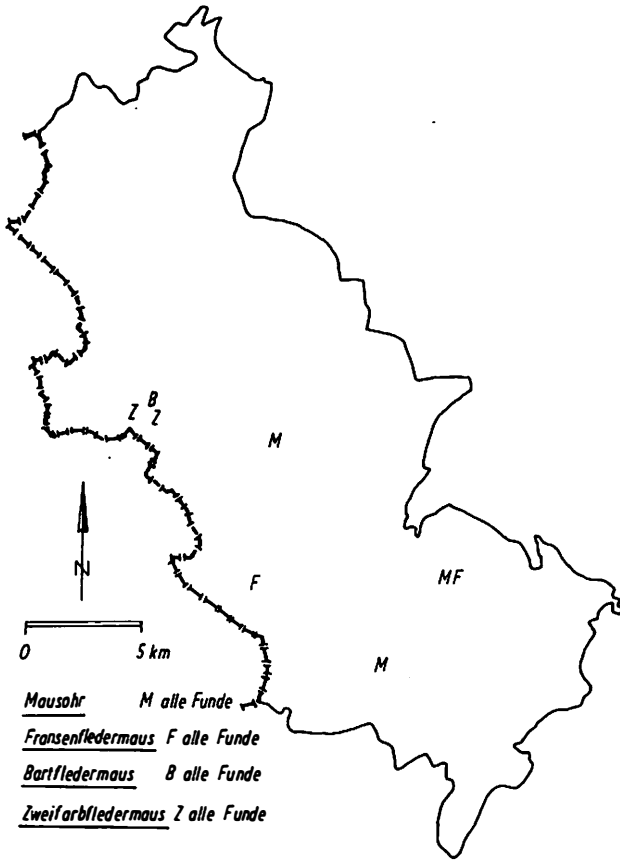 B
Z Z
M
N
F
MF
M
0 5 km
Mausohr M alle Funde
Fransenfledermaus F alle Funde
Bartfledermaus B alle Funde
Zweifarbfledermaus Z alle Funde